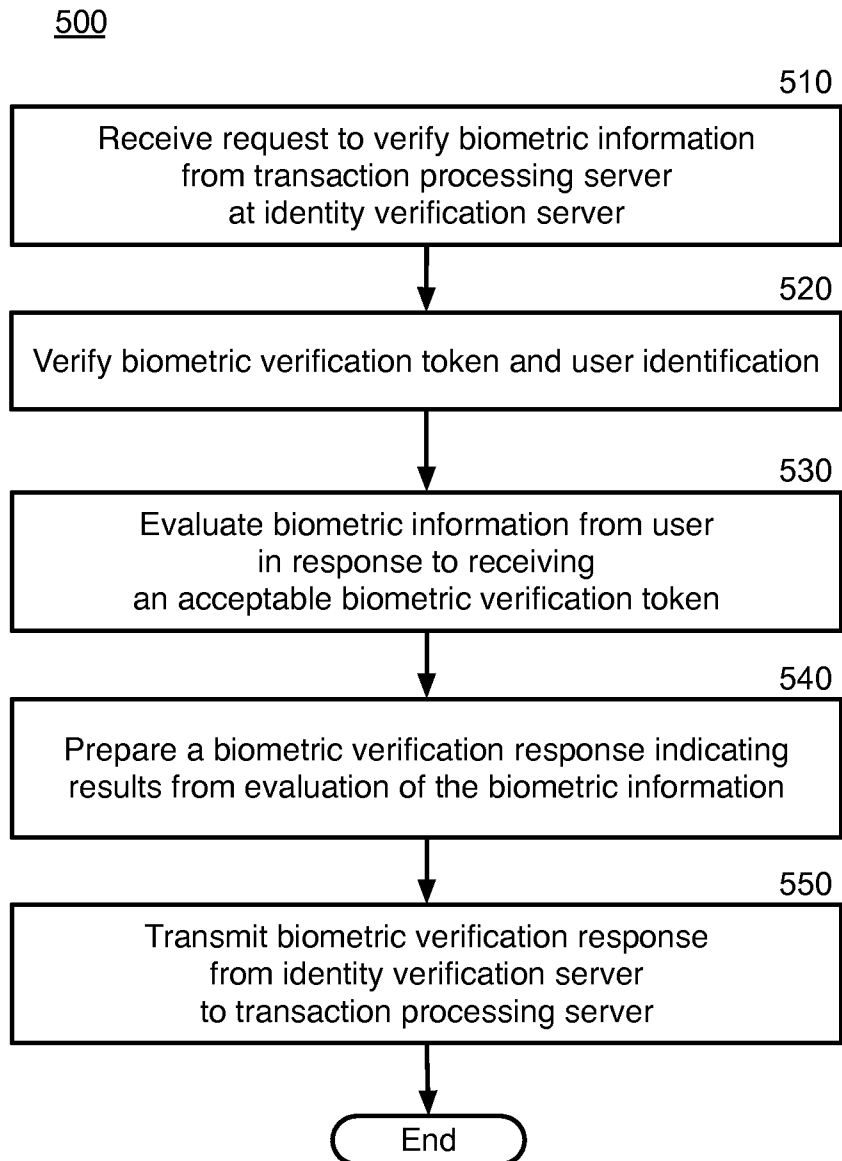 500
510
Receive request to verify biometric information
from transaction processing server
at identity verification server
520
Verify biometric verification token and user identification
530
Evaluate biometric information from user
in response to receiving
an acceptable biometric verification token
540
Prepare a biometric verification response indicating
results from evaluation of the biometric information
550
Transmit biometric verification response
from identity verification server
to transaction processing server
End